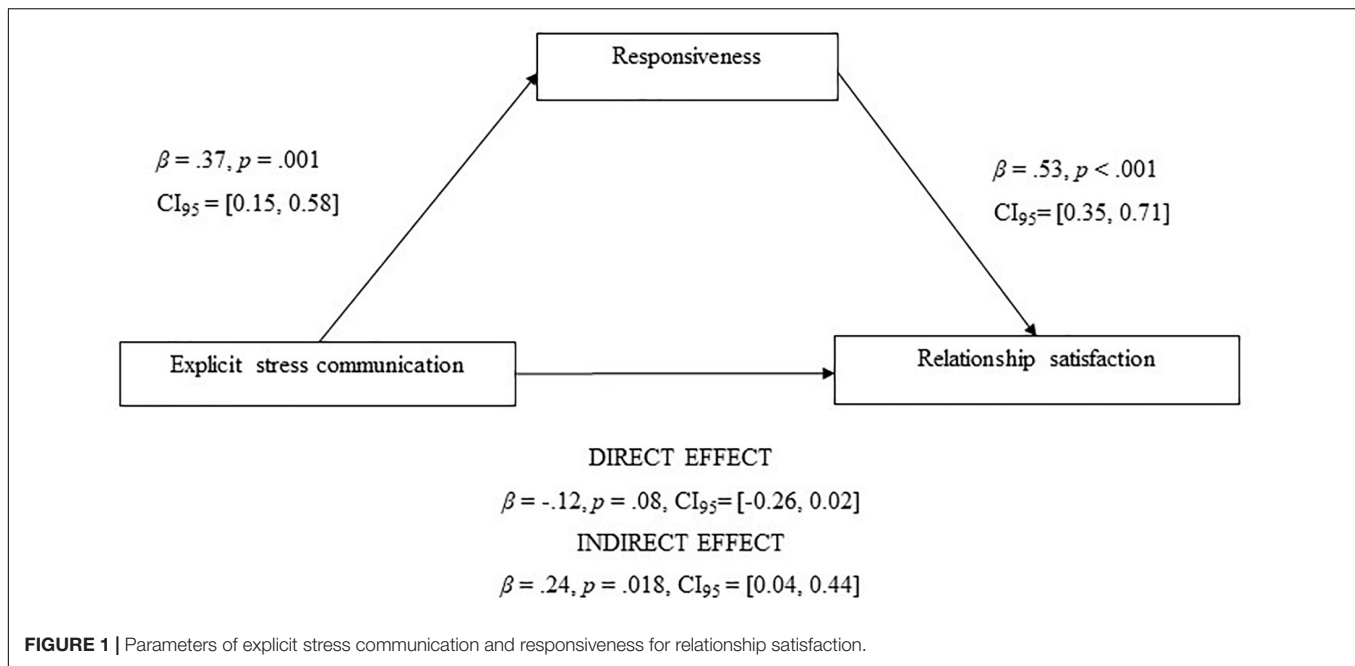 Responsiveness
β = .37, p = .001
CI95 = [0.15, 0.58]
β = .53, p < .001
CI95= [0.35, 0.71]
Explicit stress communication
Relationship satisfaction
DIRECT EFFECT
β = -.12, p = .08, CI95= [-0.26, 0.02]
INDIRECT EFFECT
β = .24, p = .018, CI95 = [0.04, 0.44]
FIGURE 1 | Parameters of explicit stress communication and responsiveness for relationship satisfaction.